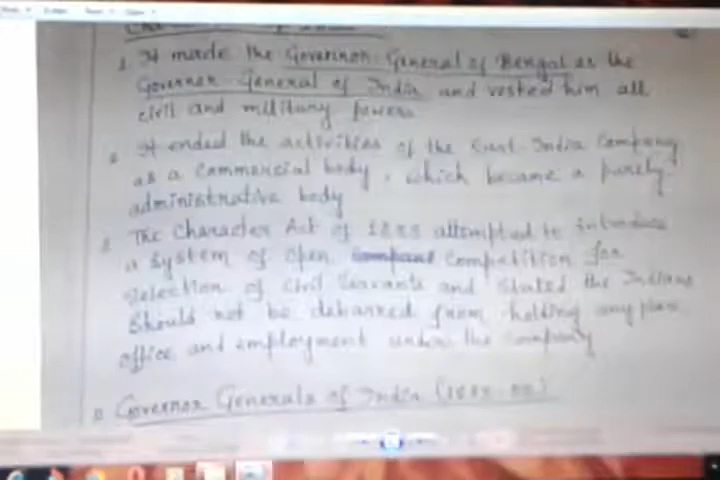 1. It made the Governor-General of Bengal as the
Governor General of India and vested him all
civil and military powers
2. It ended the activities of the East India Company
as a commercial body, which became a purely
administrative body
3. The Character Act of 1833 attempted to introduce
a system of open competition for
selection of civil servants and stated the Indians
should not be debarred from holding any place
office and employment under the company
Governor Generals of India